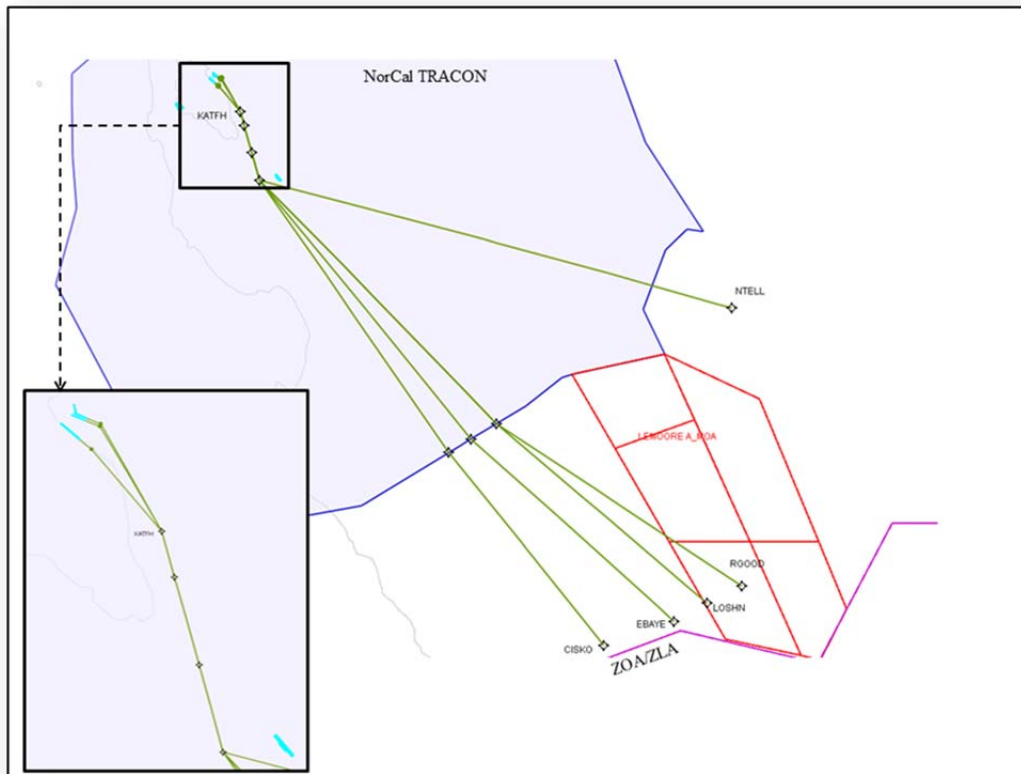 NorCal TRACON
KATFH
NTELL
LEMOORE A_MOA
RGOOD
LOSHN
EBAYE
CISKO
ZOA/ZLA
KATFH